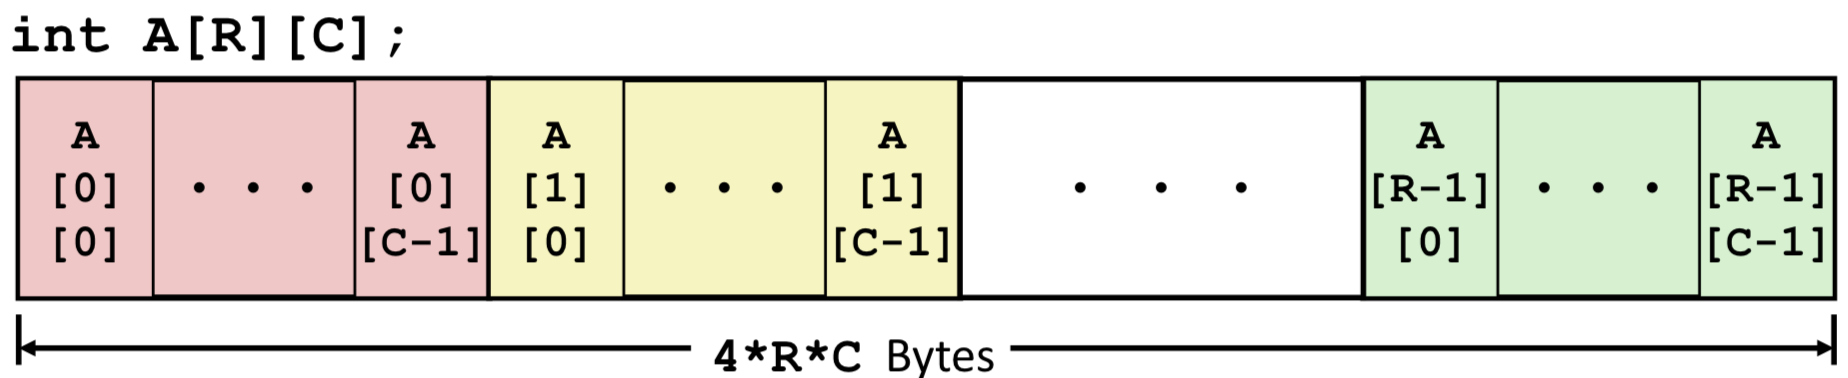 int A[R][C];
A A A A A A
[0] • • • [0] [1] • • • [1] • • • [R-1] • • • [R-1]
[0] [C-1] [0] [C-1] [0] [C-1]
4*R*C Bytes